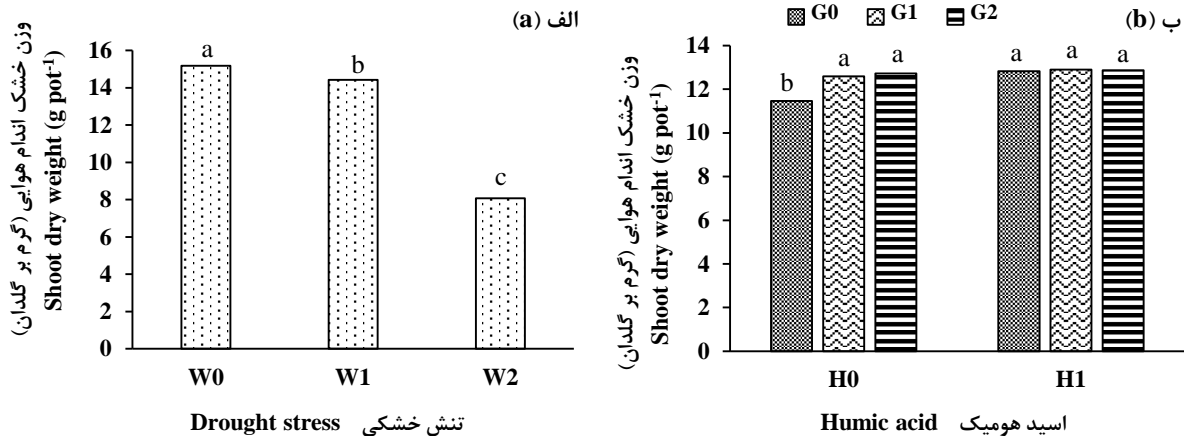 الف (a)
وزن خشک اندام هوایی (گرم بر گلدان)
Shoot dry weight (g pot-1)
16
14
12
10
8
6
4
2
0
a
b
c
W0 W1 W2
Drought stress تنش خشکی
G0 G1 G2
ب (b)
وزن خشک اندام هوایی (گرم بر گلدان)
Shoot dry weight (g pot-1)
14
12
10
8
6
4
2
0
b a a a a a
H0 H1
Humic acid اسید هومیک